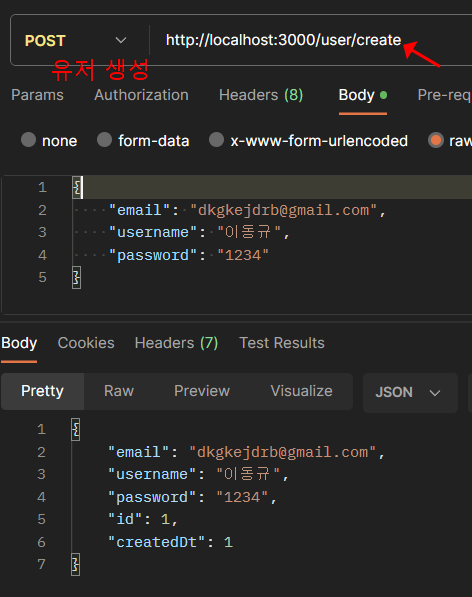 POST http://localhost:3000/user/create
유저 생성
Params Authorization Headers (8) Body Pre-req
none form-data x-www-form-urlencoded raw
1 {
2 "email": "dkgkejdrb@gmail.com",
3 "username": "이동규",
4 "password": "1234"
5 }
Body Cookies Headers (7) Test Results
Pretty Raw Preview Visualize JSON
1 {
2 "email": "dkgkejdrb@gmail.com",
3 "username": "이동규",
4 "password": "1234",
5 "id": 1,
6 "createdDt": 1
7 }